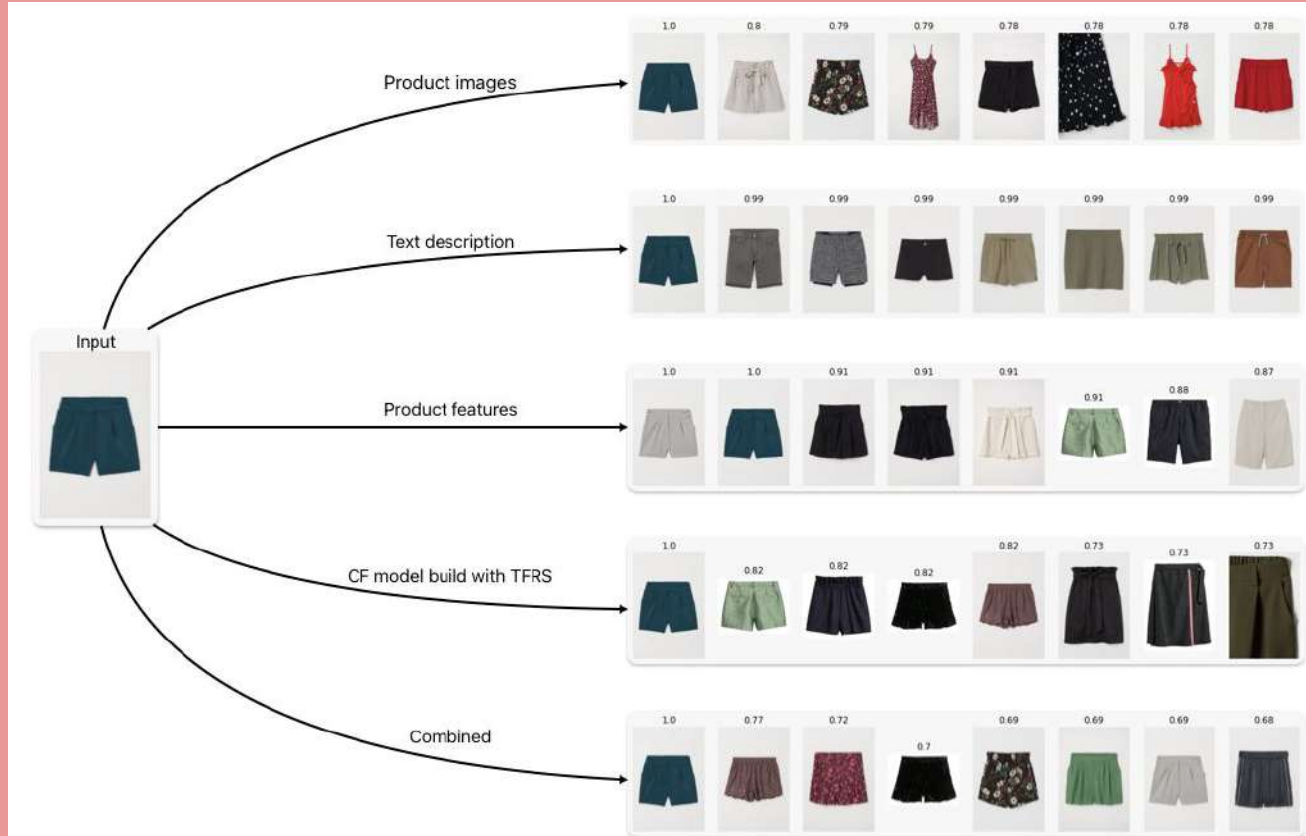 1.0 0.8 0.79 0.79 0.78 0.78 0.78 0.78
Product images
1.0 0.99 0.99 0.99 0.99 0.99 0.99 0.99
Text description
Input
1.0 1.0 0.91 0.91 0.91 0.91 0.88 0.87
Product features
1.0 0.82 0.82 0.82 0.82 0.73 0.73 0.73
CF model build with TFRS
1.0 0.77 0.72 0.7 0.69 0.69 0.69 0.68
Combined